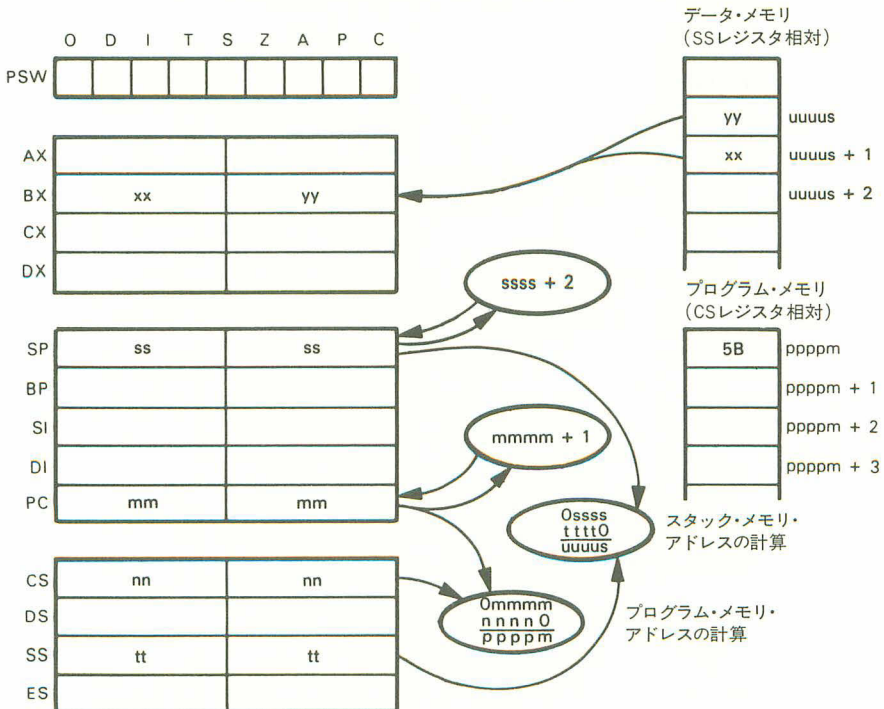 O D I T S Z A P C
PSW
AX
BX xx yy
CX
DX
SP ss ss
BP
SI
DI
PC mm mm
CS nn nn
DS
SS tt tt
ES
ssss + 2
mmmm + 1
0ssss
tttt0
uuuus
スタック・メモリ・
アドレスの計算
0mmmm
nnnn0
ppppm
プログラム・メモリ・
アドレスの計算
データ・メモリ
(SSレジスタ相対)
yy uuuus
xx uuuus + 1
uuuus + 2
プログラム・メモリ
(CSレジスタ相対)
5B ppppm
ppppm + 1
ppppm + 2
ppppm + 3